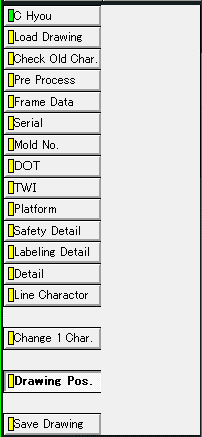 C Hyou
Load Drawing
Check Old Char.
Pre Process
Frame Data
Serial
Mold No.
DOT
TWI
Platform
Safety Detail
Labeling Detail
Detail
Line Charactor
Change 1 Char.
Drawing Pos.
Save Drawing